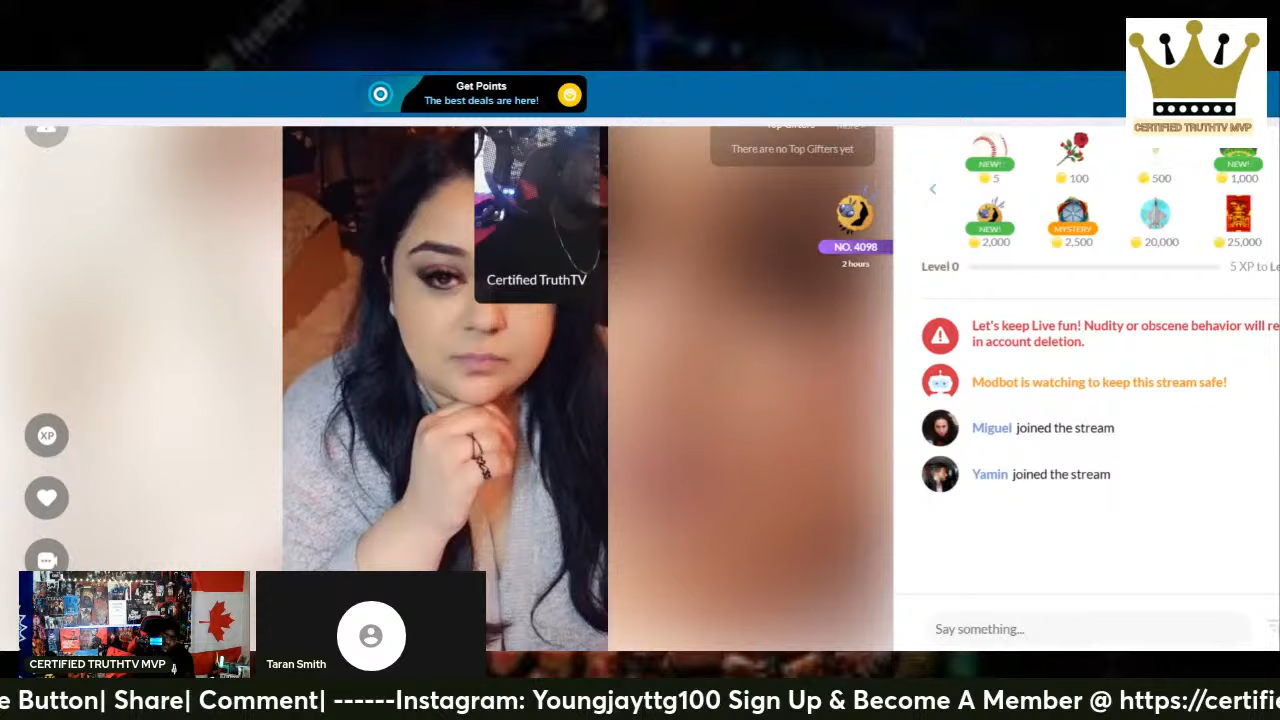 Get Points
The best deals are here!
CERTIFIED TRUTHTV MVP
There are no Top Gifters yet
NEW!
5
100
500
NEW!
1,000
NEW!
2,000
MYSTERY
2,500
20,000
25,000
NO. 4098
2 hours
Certified TruthTV
Level 0
5 XP to Le
Let's keep Live fun! Nudity or obscene behavior will re
in account deletion.
Modbot is watching to keep this stream safe!
XP
Miguel joined the stream
Yamin joined the stream
Say something...
CERTIFIED TRUTHTV MVP
Taran Smith
e Button| Share| Comment| ------Instagram: Youngjayttg100 Sign Up & Become A Member @ https://certifi